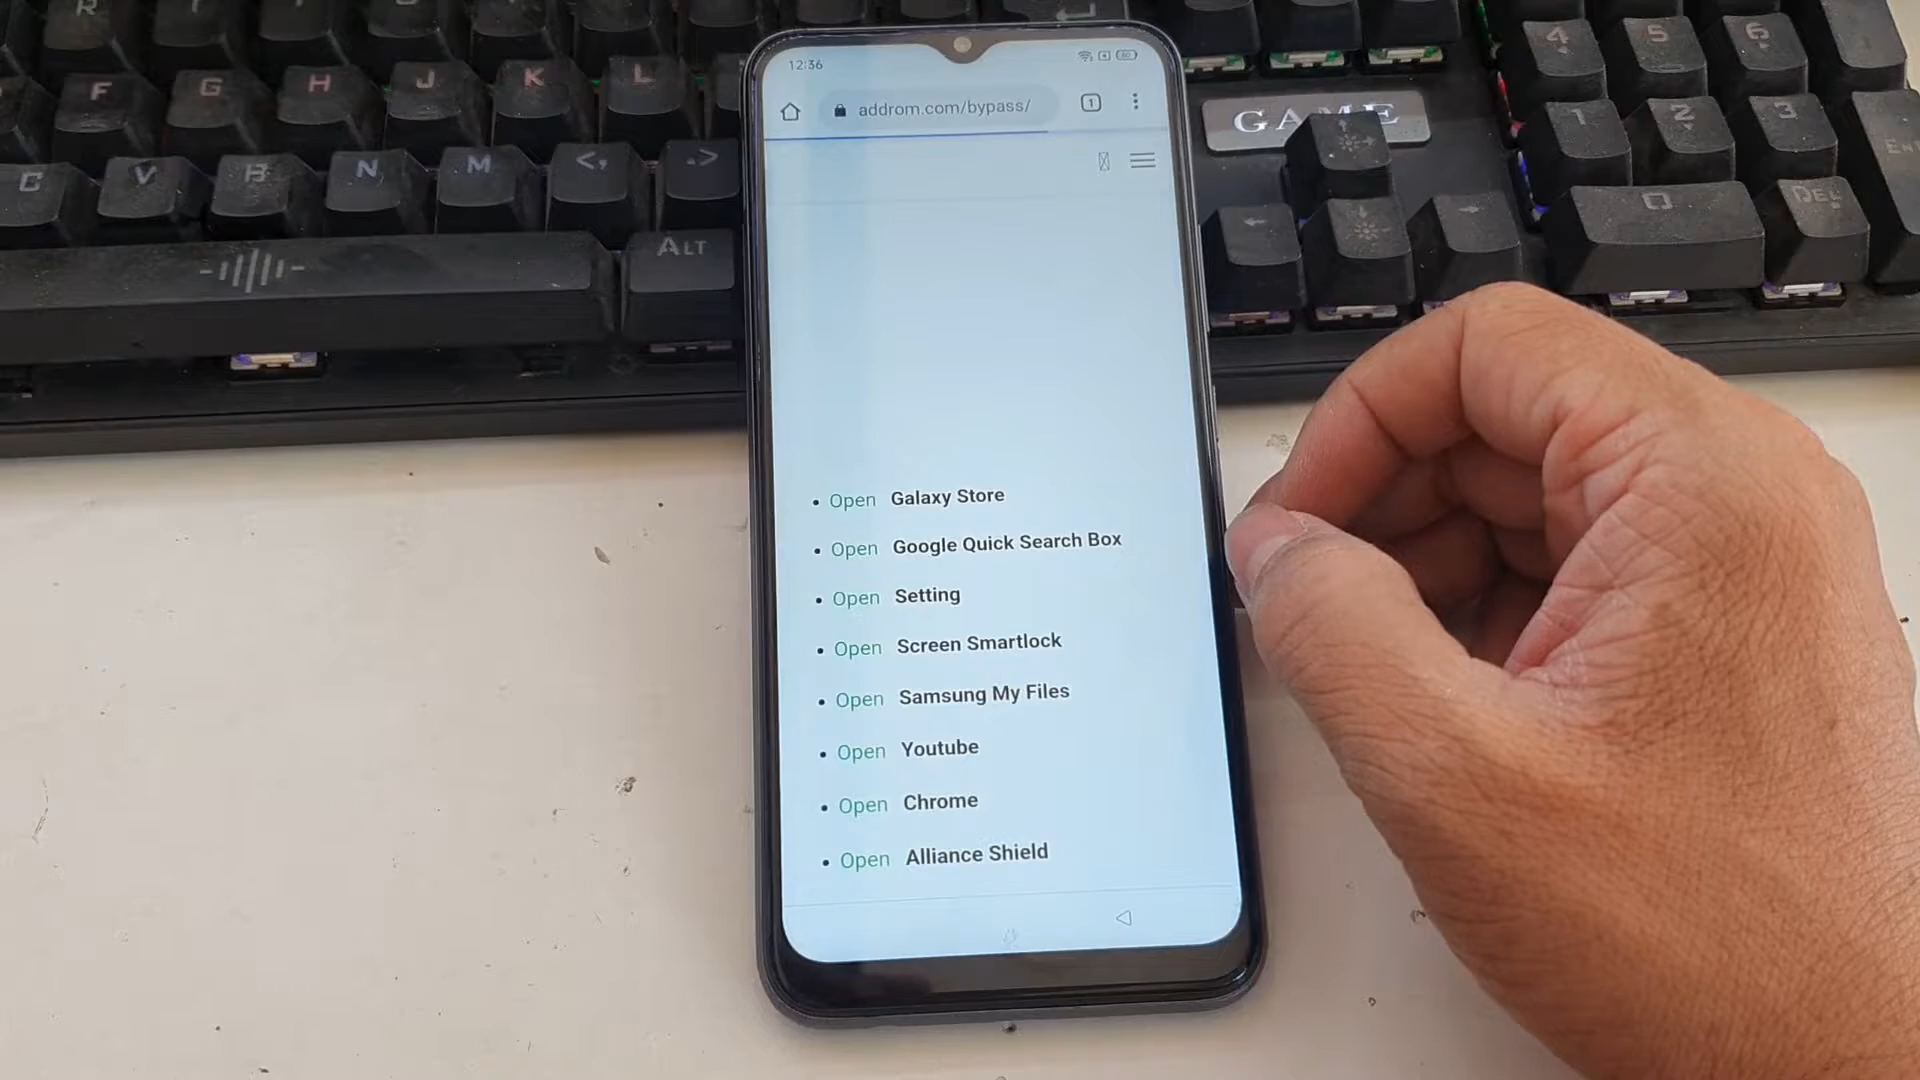 R
F G H J K L
C V B N M <, .>
ALT
GAME
4 5 6
1 2 3
0 DEL
12:36
80
addrom.com/bypass/
1
• Open Galaxy Store
• Open Google Quick Search Box
• Open Setting
• Open Screen Smartlock
• Open Samsung My Files
• Open Youtube
• Open Chrome
• Open Alliance Shield